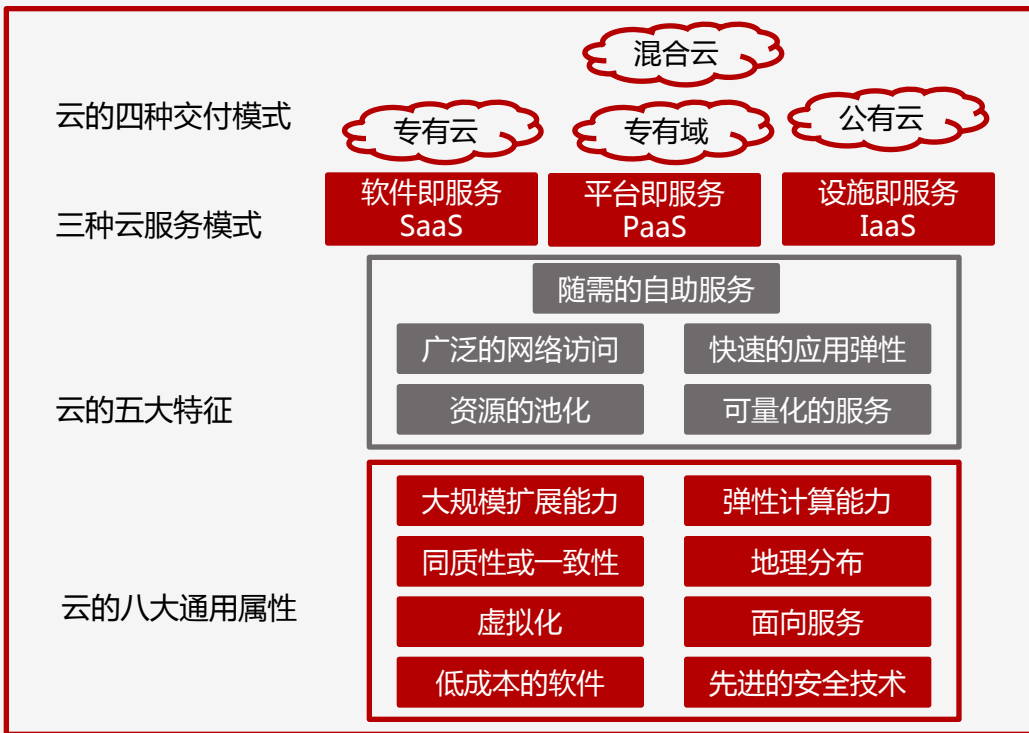 混合云
云的四种交付模式
专有云
专有域
公有云
三种云服务模式
软件即服务
SaaS
平台即服务
PaaS
设施即服务
IaaS
云的五大特征
随需的自助服务
广泛的网络访问
快速的应用弹性
资源的池化
可量化的服务
云的八大通用属性
大规模扩展能力
弹性计算能力
同质性或一致性
地理分布
虚拟化
面向服务
低成本的软件
先进的安全技术